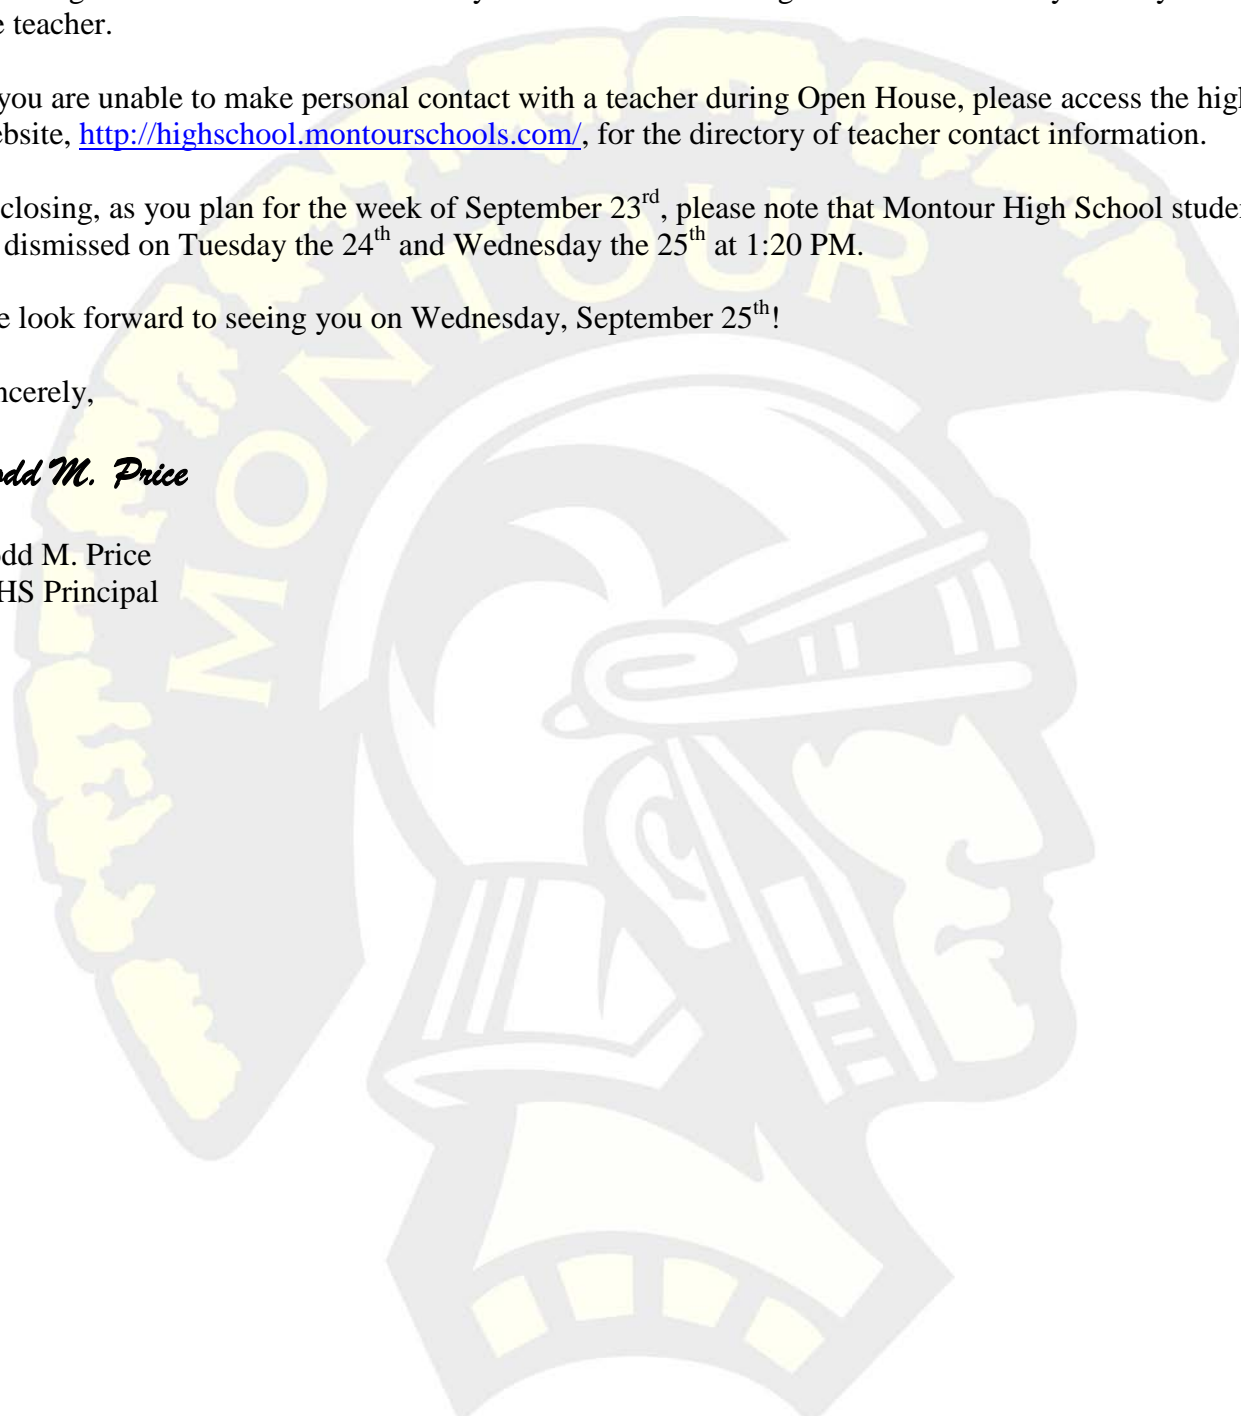 e teacher.
you are unable to make personal contact with a teacher during Open House, please access the high
ebsite, http://highschool.montourschools.com/, for the directory of teacher contact information.
closing, as you plan for the week of September 23rd, please note that Montour High School studen
dismissed on Tuesday the 24th and Wednesday the 25th at 1:20 PM.
e look forward to seeing you on Wednesday, September 25th!
ncerely,
odd M. Price
odd M. Price
HS Principal
MONTOUR